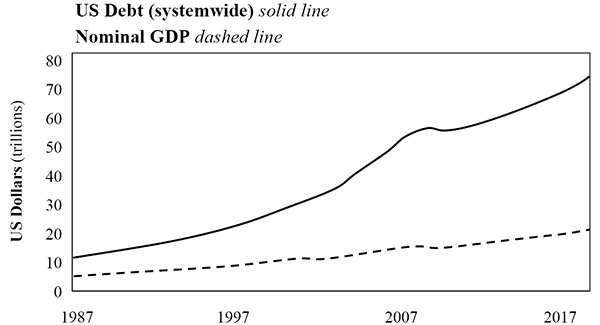 US Debt (systemwide) solid line
Nominal GDP dashed line
US Dollars (trillions)
80
70
60
50
40
30
20
10
0
1987 1997 2007 2017